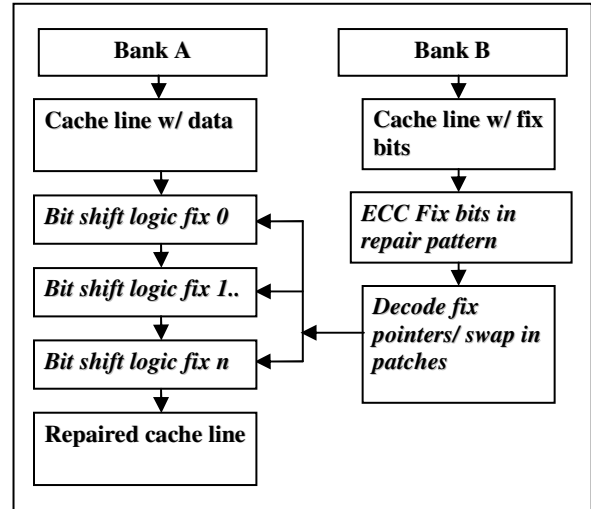 Bank A
Cache line w/ data
Bit shift logic fix 0
Bit shift logic fix 1..
Bit shift logic fix n
Repaired cache line
Bank B
Cache line w/ fix
bits
ECC Fix bits in
repair pattern
Decode fix
pointers/ swap in
patches